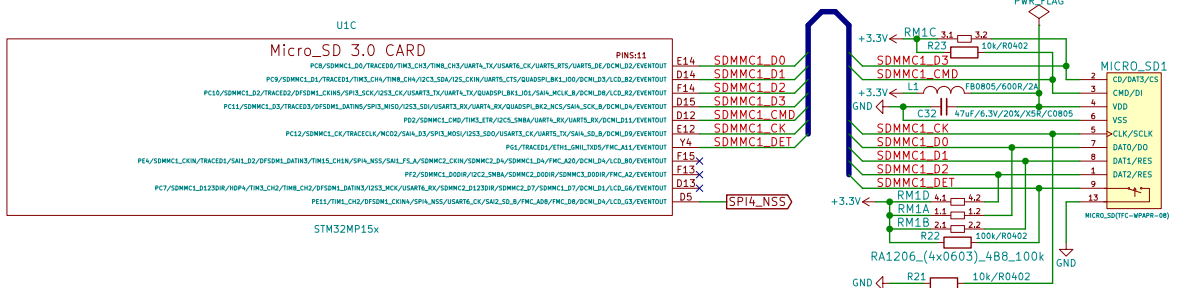 PWR_FLAG
U1C
Micro_SD 3.0 CARD
PINS:11
PC8/SDMMC1_D0/TRACED0/TIM3_CH3/TIM8_CH3/UART4_TX/USART6_CK/UART5_RTS/UART5_DE/DCMI_D2/EVENTOUT
PC9/SDMMC1_D1/TRACED1/TIM3_CH4/TIM8_CH4/I2C3_SDA/I2S_CKIN/UART5_CTS/QUADSPI_BK1_IO0/DCMI_D3/LCD_B2/EVENTOUT
PC10/SDMMC1_D2/TRACED2/DFSDM1_CKIN5/SPI3_SCK/I2S3_CK/USART3_TX/UART4_TX/QUADSPI_BK1_IO1/SAI4_MCLK_B/DCMI_D8/LCD_R2/EVENTOUT
PC11/SDMMC1_D3/TRACED3/DFSDM1_DATIN5/SPI3_MISO/I2S3_SDI/USART3_RX/UART4_RX/QUADSPI_BK2_NCS/SAI4_SCK_B/DCMI_D4/EVENTOUT
PD2/SDMMC1_CMD/TIM3_ETR/I2C5_SMBA/UART4_RX/UART5_RX/DCMI_D11/EVENTOUT
PC12/SDMMC1_CK/TRACECLK/MCO2/SAI4_D3/SPI3_MOSI/I2S3_SDO/USART3_CK/UART5_TX/SAI4_SD_B/DCMI_D9/EVENTOUT
PG1/TRACED1/ETH1_GMII_TXD5/FMC_A11/EVENTOUT
PE4/SDMMC1_CKIN/TRACED1/SAI1_D2/DFSDM1_DATIN3/TIM15_CH1N/SPI4_NSS/SAI1_FS_A/SDMMC2_CKIN/SDMMC2_D4/SDMMC1_D4/FMC_A20/DCMI_D4/LCD_B0/EVENTOUT
PF2/SDMMC1_D0DIR/I2C2_SMBA/SDMMC2_D0DIR/SDMMC3_D0DIR/FMC_A2/EVENTOUT
PC7/SDMMC1_D123DIR/HDP4/TIM3_CH2/TIM8_CH2/DFSDM1_DATIN3/I2S3_MCK/USART6_RX/SDMMC2_D123DIR/SDMMC2_D7/SDMMC1_D7/DCMI_D1/LCD_G6/EVENTOUT
PE11/TIM1_CH2/DFSDM1_CKIN4/SPI4_NSS/USART6_CK/SAI2_SD_B/FMC_AD8/FMC_D8/DCMI_D4/LCD_G3/EVENTOUT
STM32MP15x
E14 SDMMC1_D0
D14 SDMMC1_D1
F14 SDMMC1_D2
D15 SDMMC1_D3
D12 SDMMC1_CMD
E12 SDMMC1_CK
Y4 SDMMC1_DET
F15
F13
D13
D5 SPI4_NSS
+3.3V RM1C 3.1 3.2
R23 10k/R0402
SDMMC1_D3
SDMMC1_CMD
+3.3V L1 FB0805/600R/2A
GND C32 47uF/6.3V/20%/X5R/C0805
SDMMC1_CK
SDMMC1_D0
SDMMC1_D1
SDMMC1_D2
SDMMC1_DET
+3.3V RM1D 4.1 4.2
RM1A 1.1 1.2
RM1B 2.1 2.2
R22 100k/R0402
RA1206_(4x0603)_4B8_100k
GND R21 10k/R0402
GND
MICRO_SD1
2 CD/DAT3/CS
3 CMD/DI
4 VDD
6 VSS
5 CLK/SCLK
7 DAT0/DO
8 DAT1/RES
1 DAT2/RES
9
13
MICRO_SD(TFC-WPAPR-08)